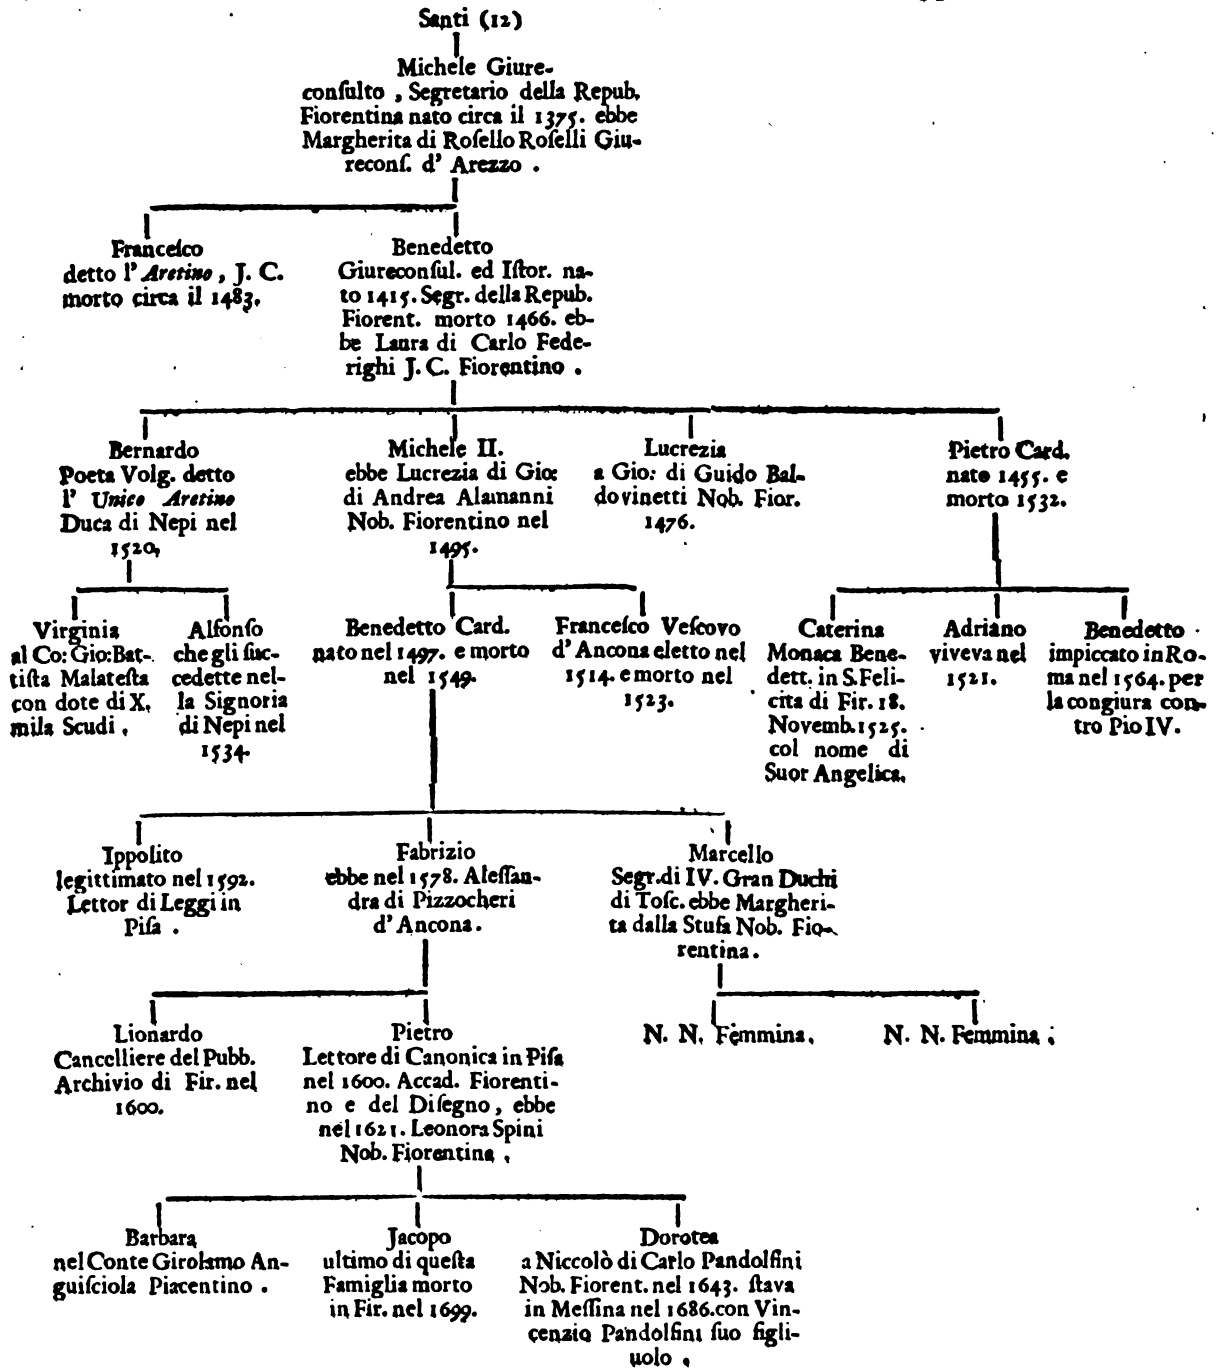 Santi (12)
Michele Giure-
conſulto, Segretario della Repub.
Fiorentina nato circa il 1375. ebbe
Margherita di Roſello Roſelli Giu-
reconſ. d' Arezzo.
Franceſco
detto l' Aretino, J. C.
morto circa il 1483.
Benedetto
Giureconſul. ed Iſtor. na-
to 1415. Segr. della Repub.
Fiorent. morto 1466. eb-
be Laura di Carlo Fede-
righi J. C. Fiorentino.
Bernardo
Poeta Volg. detto
l' Unico Aretino
Duca di Nepi nel
1520.
Michele II.
ebbe Lucrezia di Gio:
di Andrea Alamanni
Nob. Fiorentino nel
1495.
Lucrezia
a Gio: di Guido Bal-
dovinetti Nob. Fior.
1476.
Pietro Card.
nato 1455. e
morto 1532.
Virginia
al Co: Gio:Bat-
tiſta Malateſta
con dote di X.
mila Scudi.
Alfonſo
che gli ſuc-
cedette nel-
la Signoria
di Nepi nel
1534.
Benedetto Card.
nato nel 1497. e morto
nel 1549.
Franceſco Veſcovo
d' Ancona eletto nel
1514. e morto nel
1523.
Caterina
Monaca Bene-
dett. in S. Feli-
cita di Fir. 18.
Novemb. 1525.
col nome di
Suor Angelica.
Adriano
viveva nel
1521.
Benedetto
impiccato in Ro-
ma nel 1564. per
la congiura con-
tro Pio IV.
Ippolito
legittimato nel 1592.
Lettor di Leggi in
Piſa.
Fabrizio
ebbe nel 1578. Aleſſan-
dra di Pizzocheri
d' Ancona.
Marcello
Segr. di IV. Gran Duchi
di Toſc. ebbe Margheri-
ta dalla Stufa Nob. Fio-
rentina.
Lionardo
Cancelliere del Pubb.
Archivio di Fir. nel
1600.
Pietro
Lettore di Canonica in Piſa
nel 1600. Accad. Fiorenti-
no e del Diſegno, ebbe
nel 1621. Leonora Spini
Nob. Fiorentina.
N. N. Femmina.
N. N. Femmina.
Barbara
nel Conte Girolamo An-
guiſciola Piacentino.
Jacopo
ultimo di queſta
Famiglia morto
in Fir. nel 1699.
Dorotea
a Niccolò di Carlo Pandolfini
Nob. Fiorent. nel 1643. ſtava
in Meſſina nel 1686. con Vin-
cenzio Pandolfini ſuo figli-
uolo.